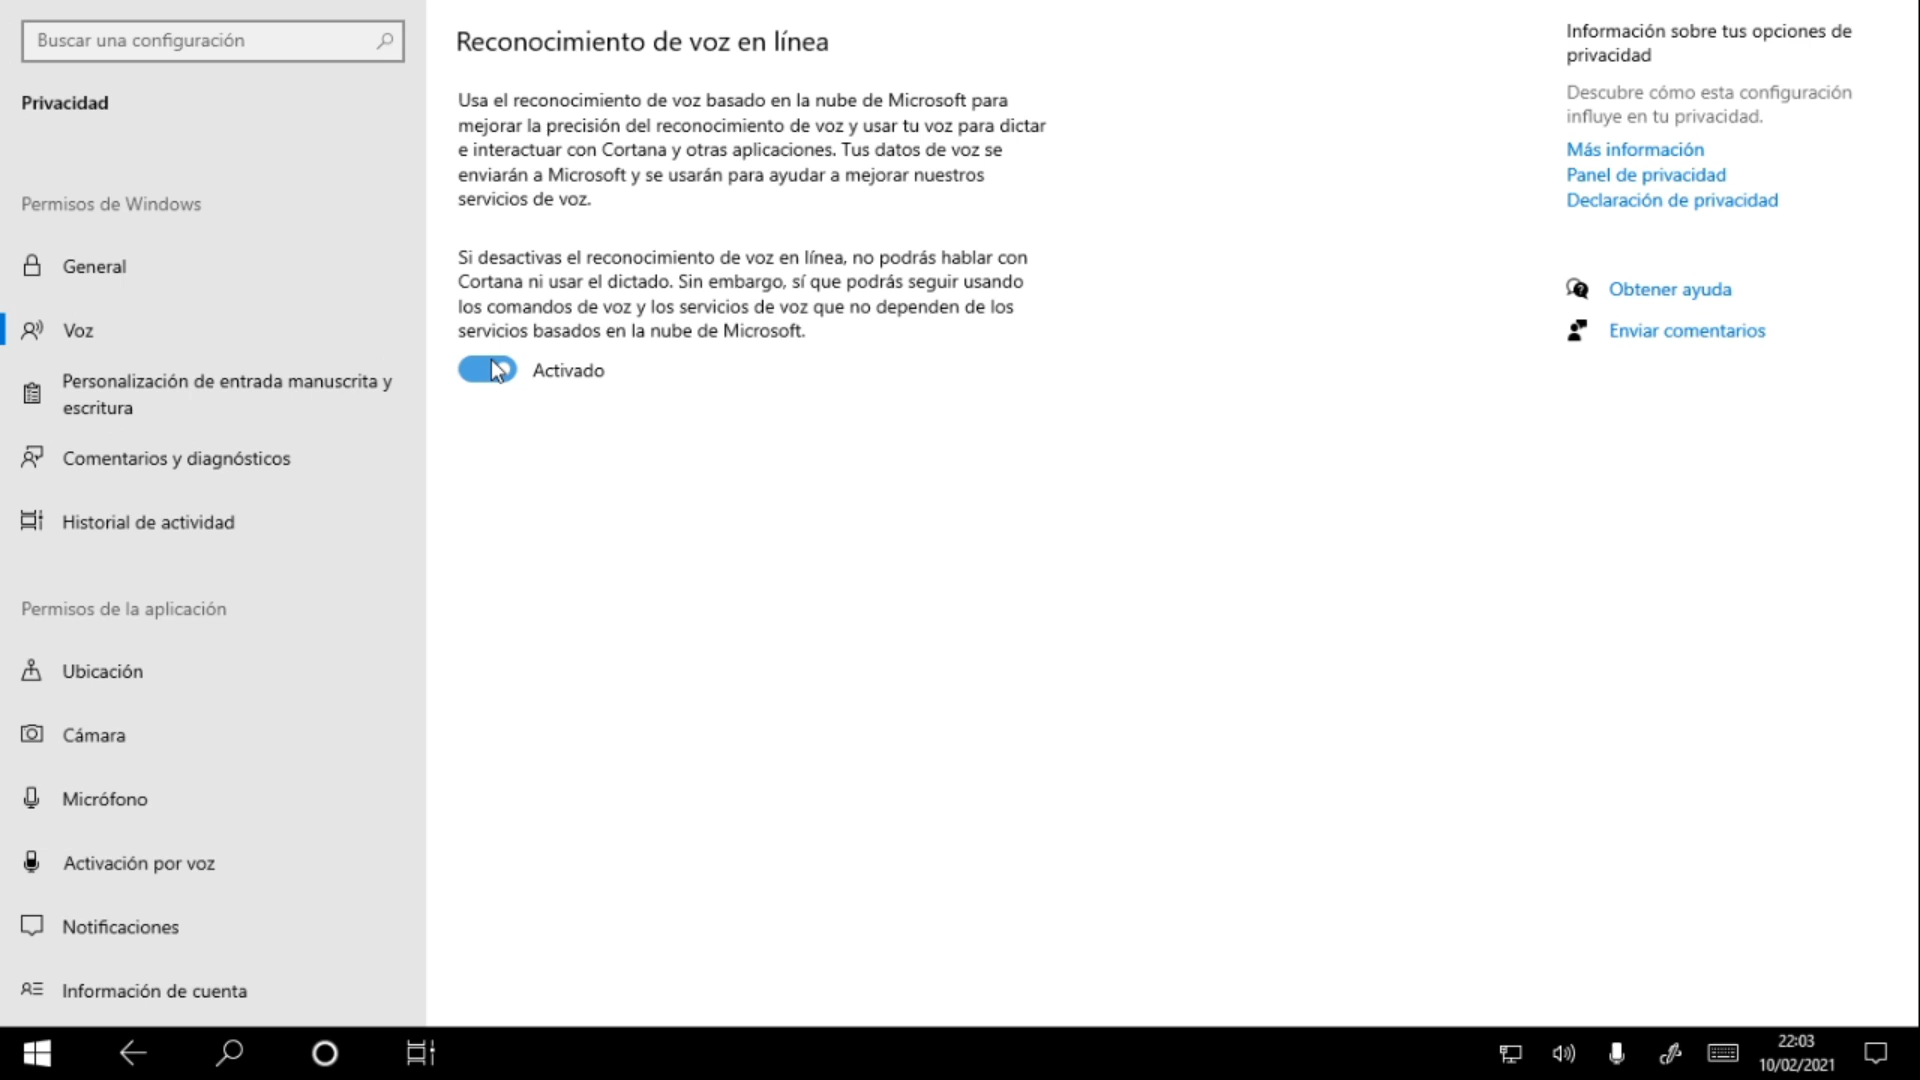 Buscar una configuración
Privacidad
Permisos de Windows
General
Voz
Personalización de entrada manuscrita y
escritura
Comentarios y diagnósticos
Historial de actividad
Permisos de la aplicación
Ubicación
Cámara
Micrófono
Activación por voz
Notificaciones
Información de cuenta
Reconocimiento de voz en línea
Usa el reconocimiento de voz basado en la nube de Microsoft para
mejorar la precisión del reconocimiento de voz y usar tu voz para dictar
e interactuar con Cortana y otras aplicaciones. Tus datos de voz se
enviarán a Microsoft y se usarán para ayudar a mejorar nuestros
servicios de voz.
Si desactivas el reconocimiento de voz en línea, no podrás hablar con
Cortana ni usar el dictado. Sin embargo, sí que podrás seguir usando
los comandos de voz y los servicios de voz que no dependen de los
servicios basados en la nube de Microsoft.
Activado
Información sobre tus opciones de
privacidad
Descubre cómo esta configuración
influye en tu privacidad.
Más información
Panel de privacidad
Declaración de privacidad
Obtener ayuda
Enviar comentarios
22:03
10/02/2021